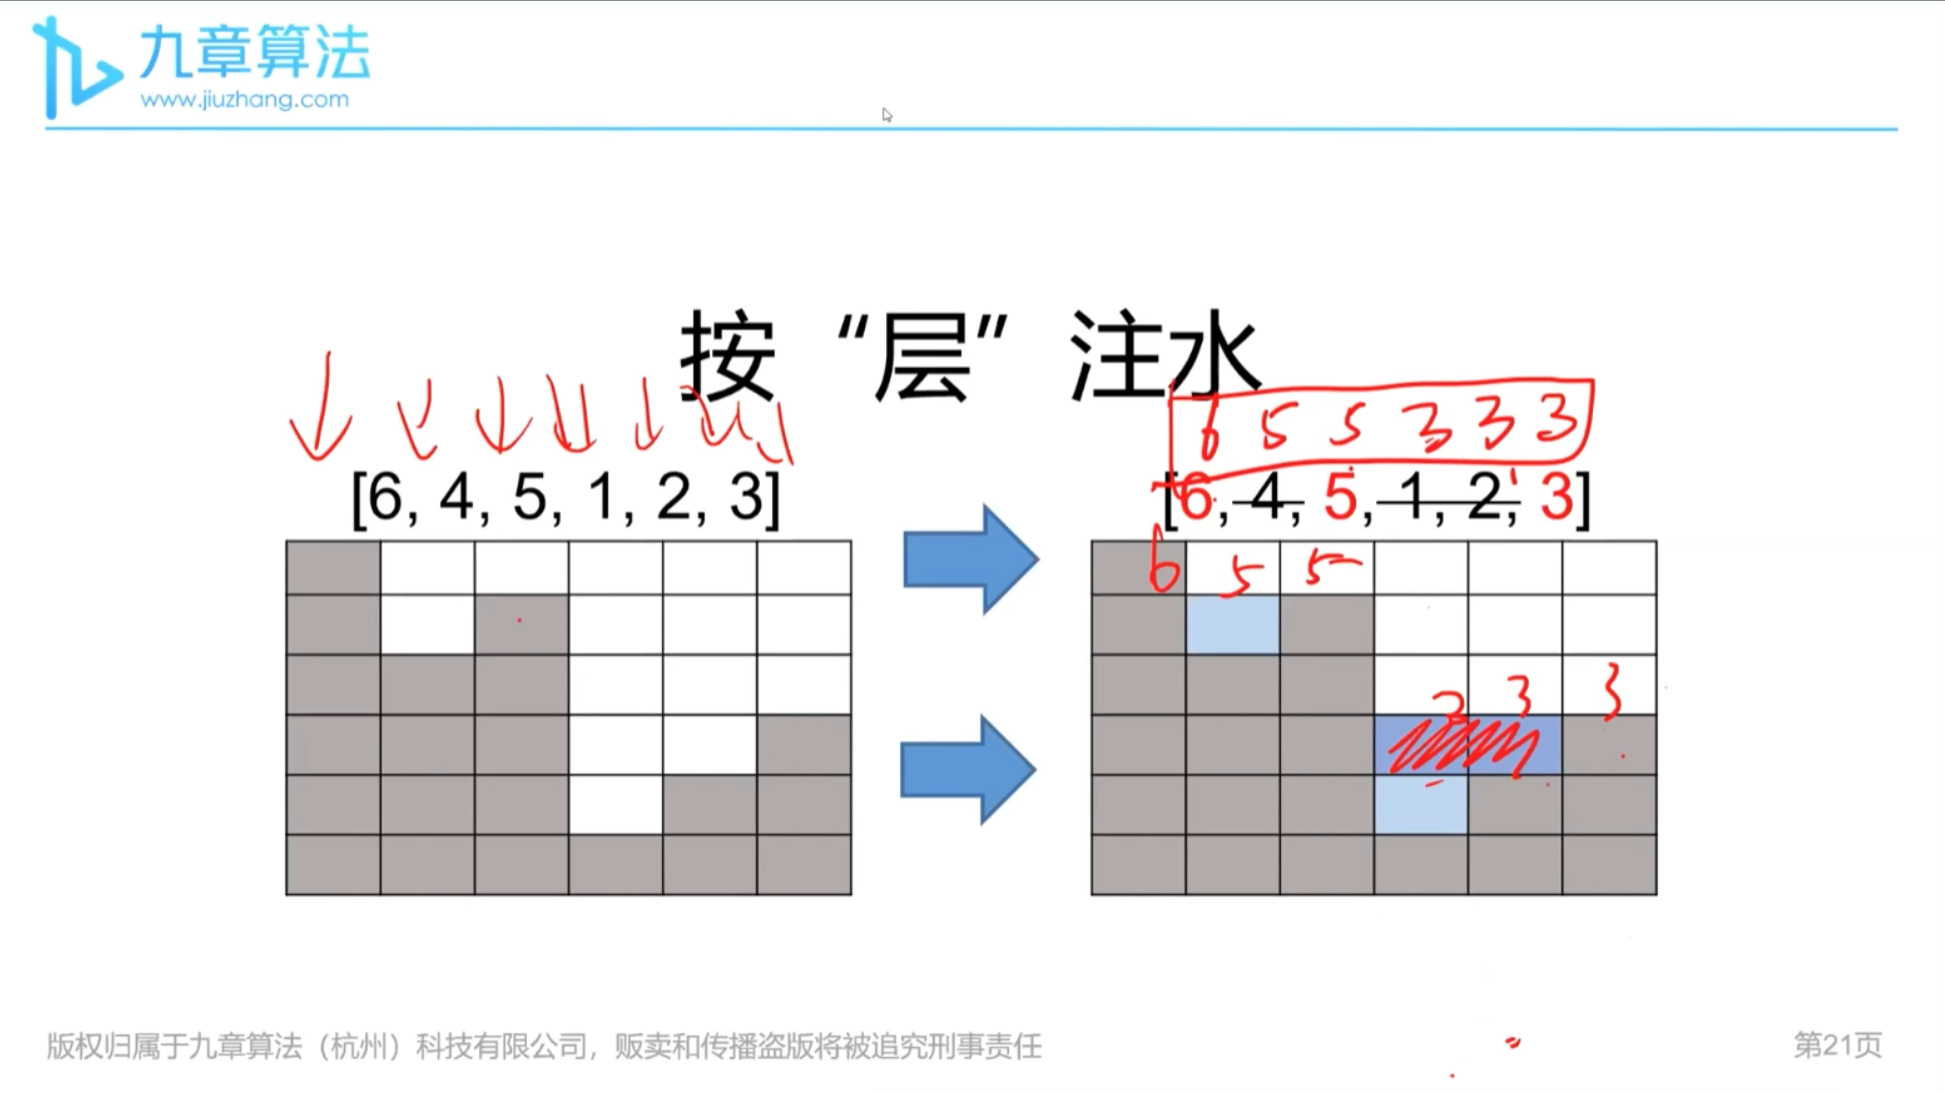 九章算法
www.jiuzhang.com
按“层”注水
6 5 5 3 3 3
[6, 4, 5, 1, 2, 3]
[6, 4, 5, 1, 2, 3]
6 5 5
3 3
版权归属于九章算法（杭州）科技有限公司，贩卖和传播盗版将被追究刑事责任
第21页